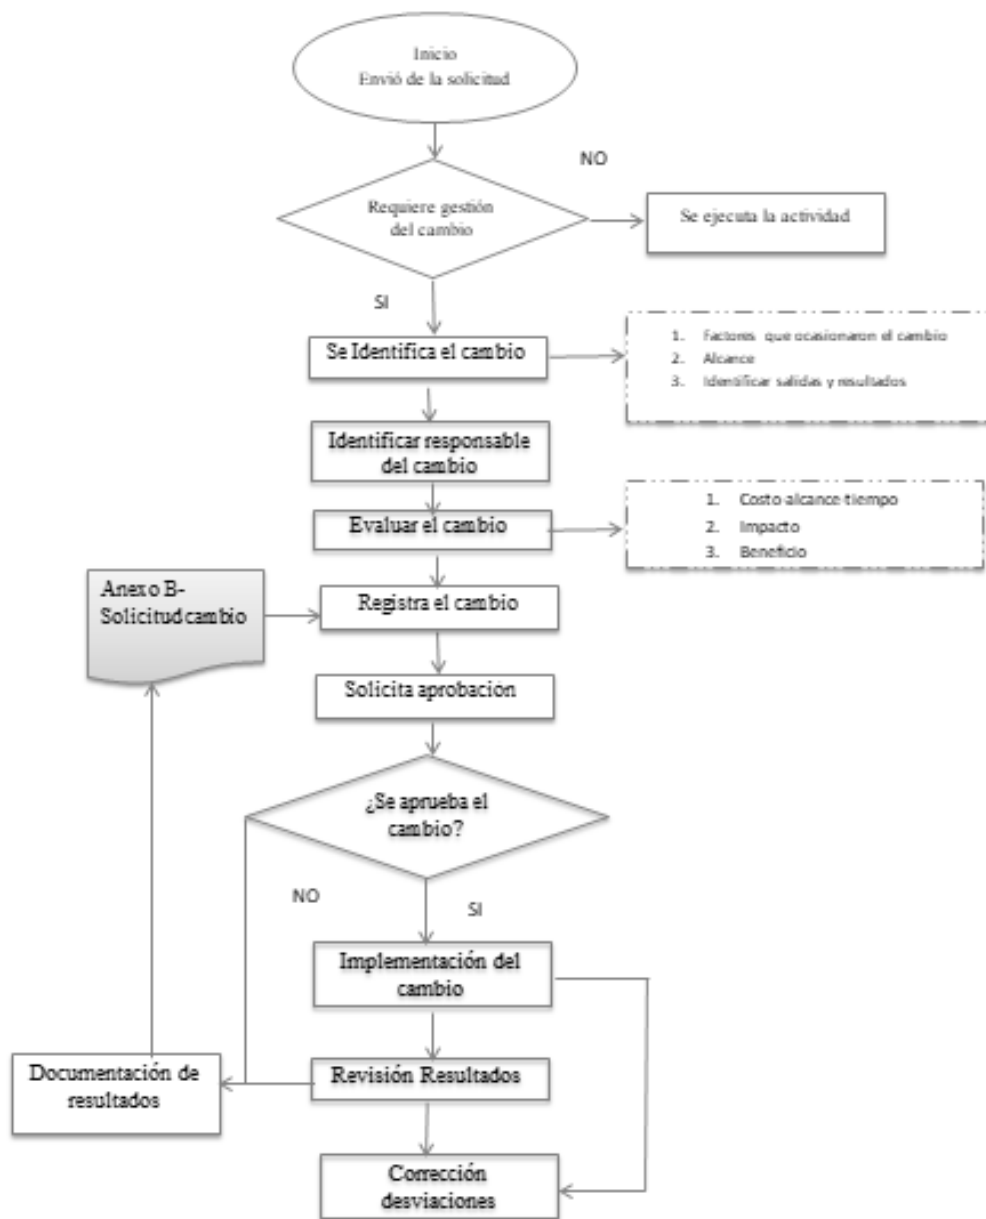 Inicio
Envió de la solicitud
NO
Requiere gestión
del cambio
Se ejecuta la actividad
SI
Se Identifica el cambio
1. Factores que ocasionaron el cambio
2. Alcance
3. Identificar salidas y resultados
Identificar responsable
del cambio
Evaluar el cambio
1. Costo alcance tiempo
2. Impacto
3. Beneficio
Anexo B-
Solicitud cambio
Registra el cambio
Solicita aprobación
¿Se aprueba el
cambio?
NO
SI
Implementación del
cambio
Documentación de
resultados
Revisión Resultados
Corrección
desviaciones